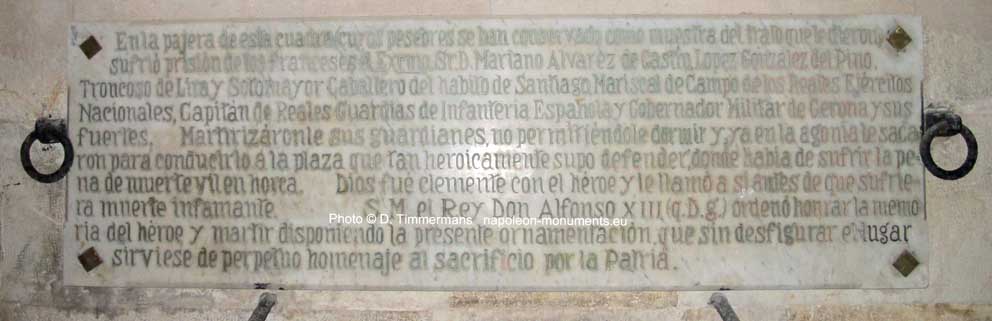 En la pajera de esta cuadra, cuyos pesebres se han conservado como muestra del trato que le dieron,
sufrió prisión de los franceses el Excmo. Sr. D. Mariano Alvarez de Castro, Lopez Gonzalez del Pino,
Troncoso de Lira y Sotomayor Caballero del habito de Santiago, Mariscal de Campo de los Reales Ejércitos
Nacionales, Capitán de Reales Guardias de Infanteria Española y Gobernador Militar de Gerona y sus
fuertes. Martirizáronle sus guardianes, no permitiéndole dormir y, ya en la agonia le saca
ron para conducirlo á la plaza que tan heroicamente supo defender, donde habia de sufrir la pe-
na de muerte vil en horca. Dios fue clemente con el héroe y le llamó a si antes de que sufrie-
ra muerte infamante. S. M. el Rey Don Alfonso XIII (q.D.g.) ordenó honrar la memo
ria del héroe y martir disponiendo la presente ornamentación, que sin desfigurar el lugar
sirviese de perpetuo homenaje al sacrificio por la Patria.
Photo © D. Timmermans napoleon-monuments.eu